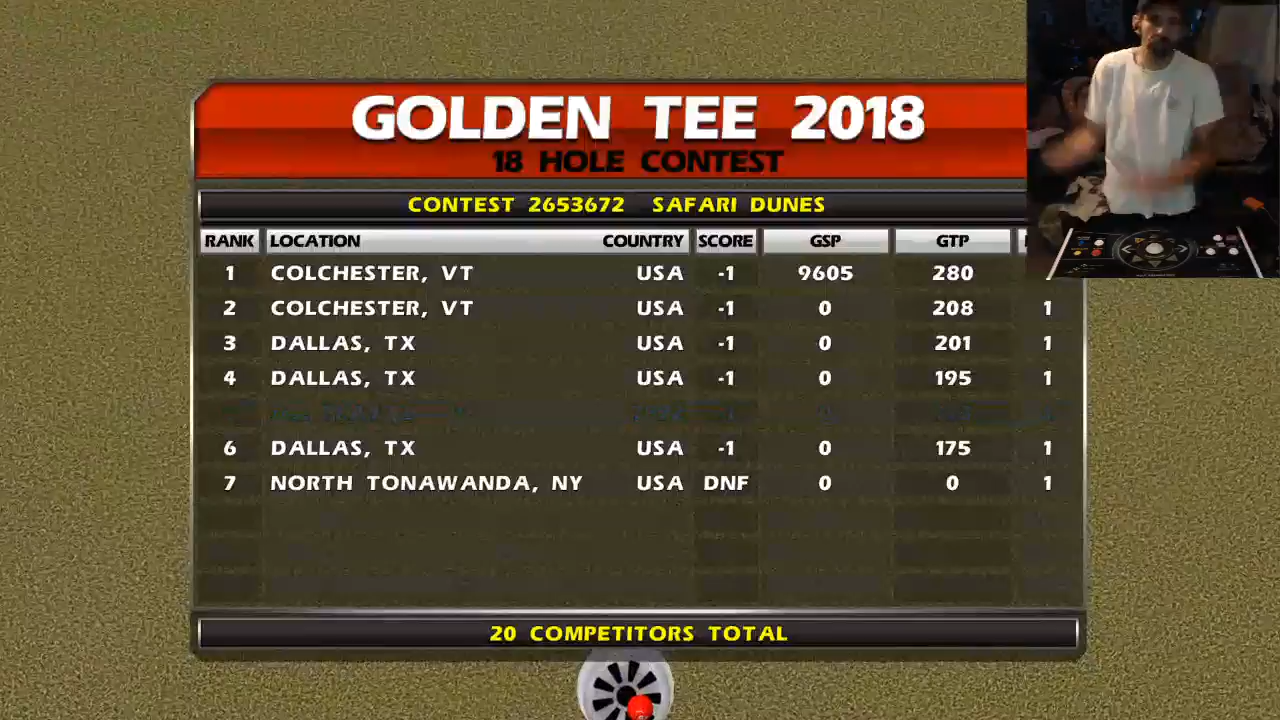 GOLDEN TEE 2018
18 HOLE CONTEST
CONTEST 2653672 SAFARI DUNES
RANK LOCATION COUNTRY SCORE GSP GTP
1 COLCHESTER, VT USA -1 9605 280
2 COLCHESTER, VT USA -1 0 208 1
3 DALLAS, TX USA -1 0 201 1
4 DALLAS, TX USA -1 0 195 1
6 DALLAS, TX USA -1 0 175 1
7 NORTH TONAWANDA, NY USA DNF 0 0 1
20 COMPETITORS TOTAL